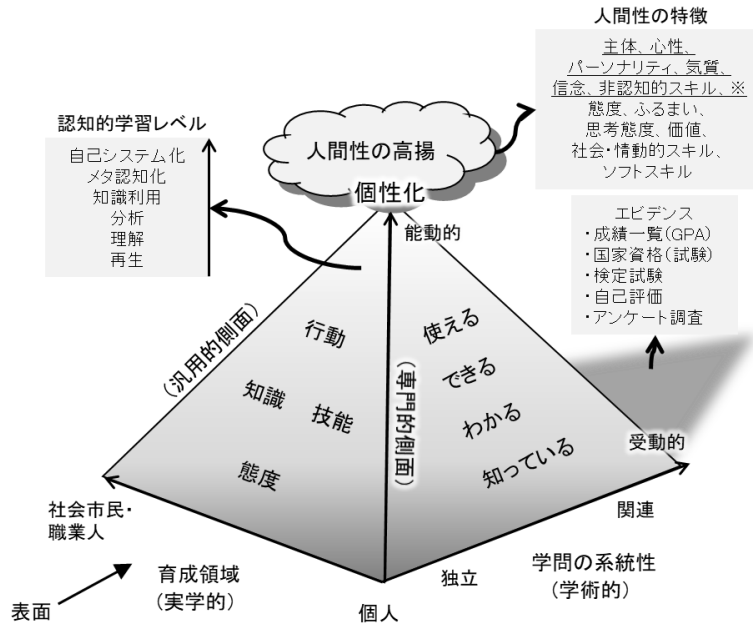 人間性の特徴
主体、心性、
パーソナリティ、気質、
信念、非認知的スキル、※
態度、ふるまい、
思考態度、価値、
社会・情動的スキル、
ソフトスキル
認知的学習レベル
自己システム化
メタ認知化
知識利用
分析
理解
再生
人間性の高揚
個性化
能動的
エビデンス
・成績一覧(GPA)
・国家資格(試験)
・検定試験
・自己評価
・アンケート調査
(汎用的側面)
行動
知識 技能
態度
(専門的側面)
使える
できる
わかる
知っている
受動的
社会市民・
職業人
関連
育成領域
(実学的)
独立
学問の系統性
(学術的)
表面
個人